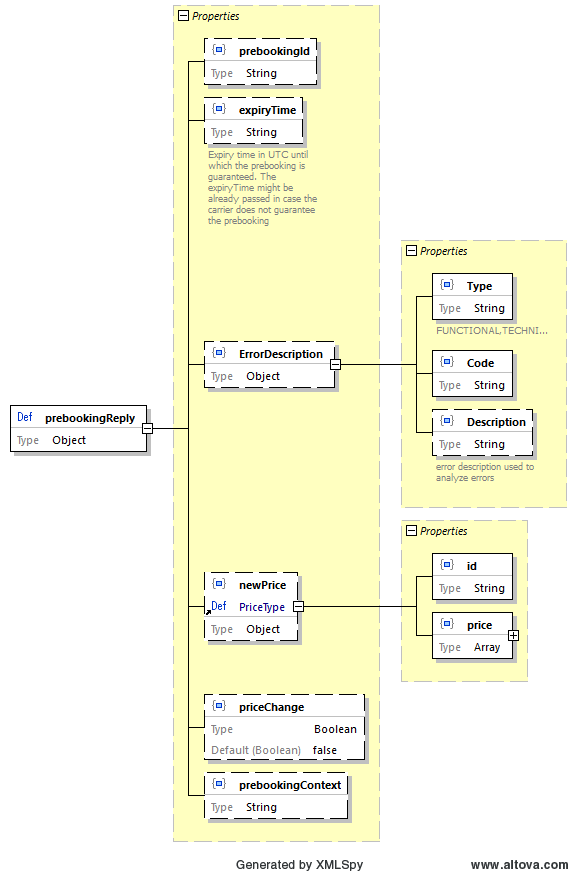 Properties
prebookingId
Type String
expiryTime
Type String
Expiry time in UTC until
which the prebooking is
guaranteed. The
expiryTime might be
already passed in case the
carrier does not guarantee
the prebooking
Properties
Type
Type String
FUNCTIONAL,TECHNI...
ErrorDescription
Type Object
Code
Type String
Def prebookingReply
Type Object
Description
Type String
error description used to
analyze errors
Properties
id
Type String
newPrice
Def PriceType
Type Object
price
Type Array
priceChange
Type Boolean
Default (Boolean) false
prebookingContext
Type String
Generated by XMLSpy
www.altova.com